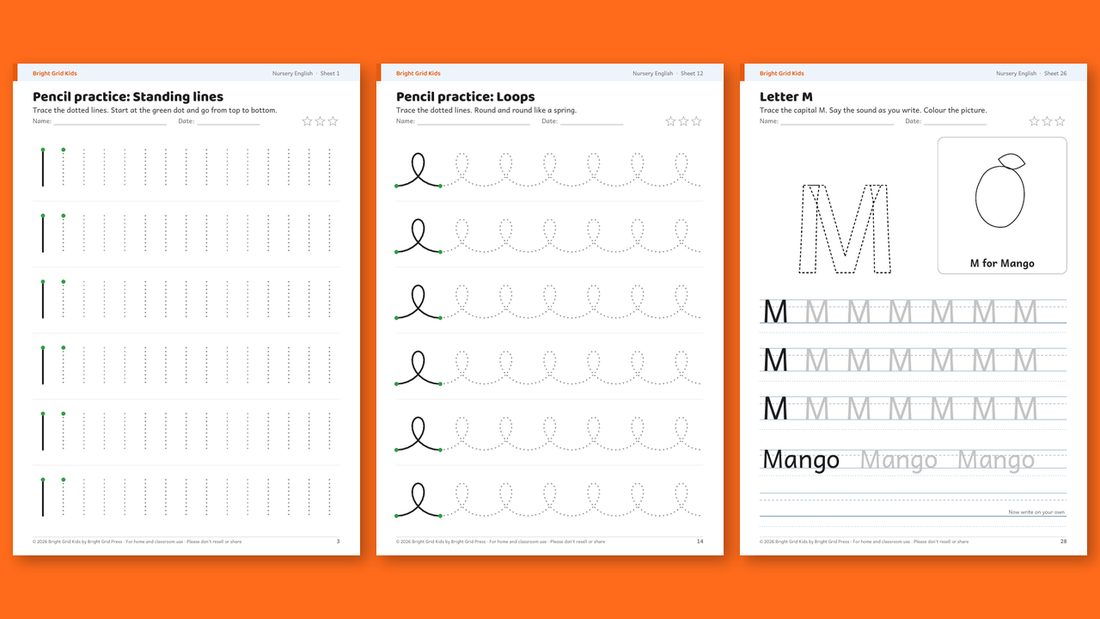 Bright Grid Kids
Nursery English · Sheet 1
Pencil practice: Standing lines
Trace the dotted lines. Start at the green dot and go from top to bottom.
Name: Date:
© 2026 Bright Grid Kids by Bright Grid Press · For home and classroom use · Please don't resell or share
3
Bright Grid Kids
Nursery English · Sheet 12
Pencil practice: Loops
Trace the dotted lines. Round and round like a spring.
Name: Date:
© 2026 Bright Grid Kids by Bright Grid Press · For home and classroom use · Please don't resell or share
14
Bright Grid Kids
Nursery English · Sheet 26
Letter M
Trace the capital M. Say the sound as you write. Colour the picture.
Name: Date:
M
M for Mango
M M M M M M M
M M M M M M M
M M M M M M M
Mango Mango Mango
Now write on your own
© 2026 Bright Grid Kids by Bright Grid Press · For home and classroom use · Please don't resell or share
28